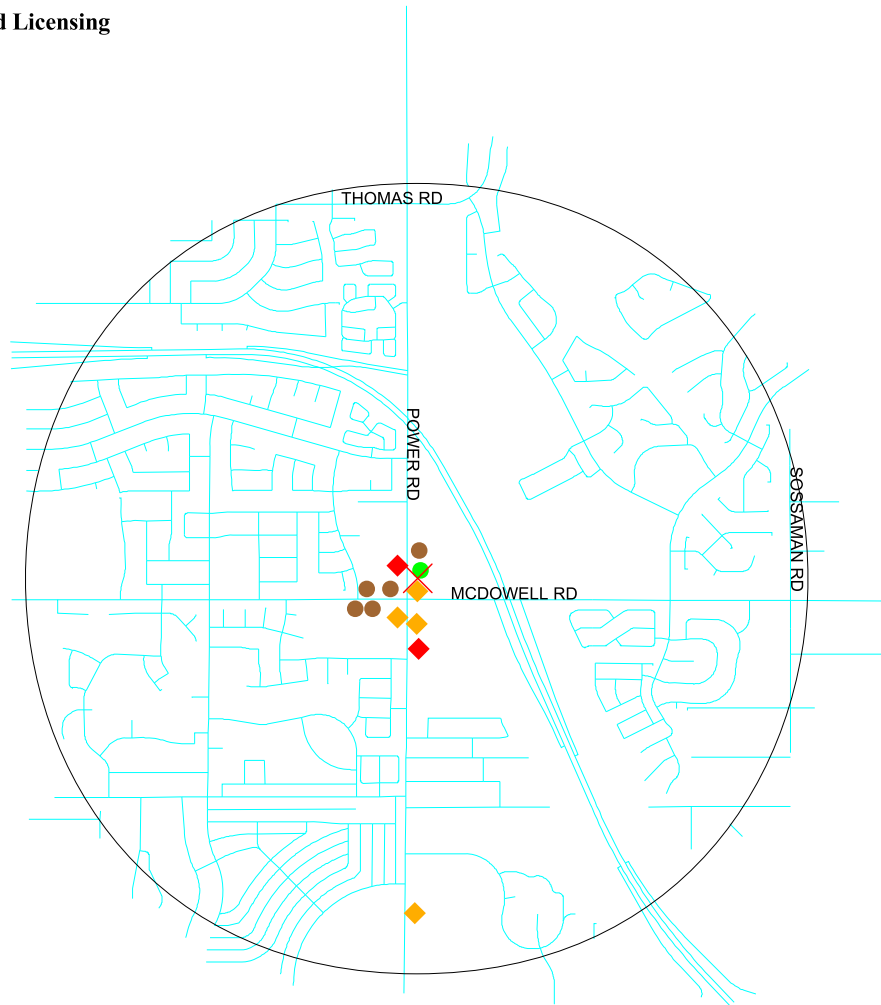 d Licensing
THOMAS RD
POWER RD
SOSSAMAN RD
MCDOWELL RD